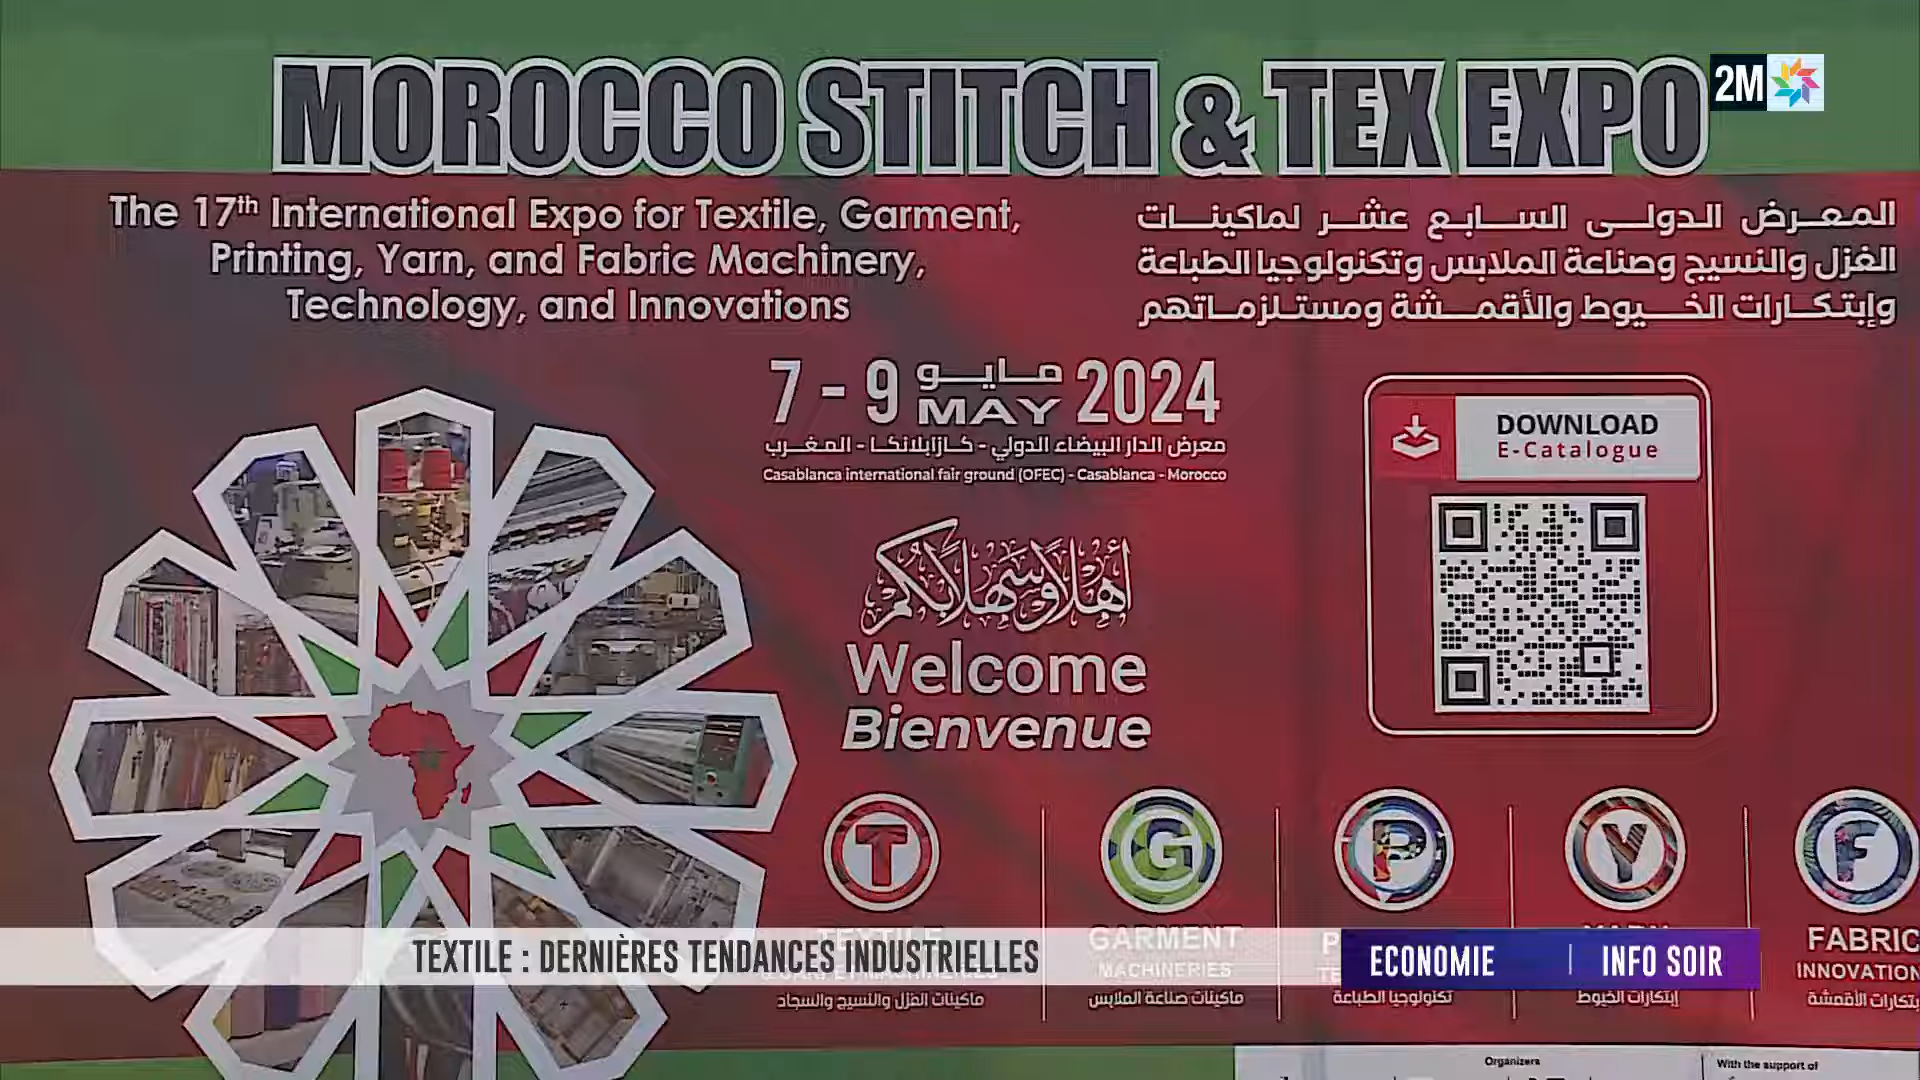 MOROCCO STITCH & TEX EXPO
2M
The 17th International Expo for Textile, Garment,
Printing, Yarn, and Fabric Machinery,
Technology, and Innovations
المعرض الدولى السابع عشر لماكينات
الغزل والنسيج وصناعة الملابس وتكنولوجيا الطباعة
وإبتكارات الخيوط والأقمشة ومستلزماتهم
7 - 9 مايو MAY 2024
معرض الدار البيضاء الدولي - كازابلانكا - المغرب
Casablanca international fair ground (OFEC) - Casablanca - Morocco
DOWNLOAD
E-Catalogue
أهلا وسهلا بكم
Welcome
Bienvenue
T G P Y F
GARMENT
MACHINERIES
FABRIC
INNOVATION
ماكينات الغزل والنسيج والسجاد
ماكينات صناعة الملابس
تكنولوجيا الطباعة
إبتكارات الخيوط
بتكارات الأقمشة
TEXTILE : DERNIÈRES TENDANCES INDUSTRIELLES
ECONOMIE | INFO SOIR
Organizers
With the support of